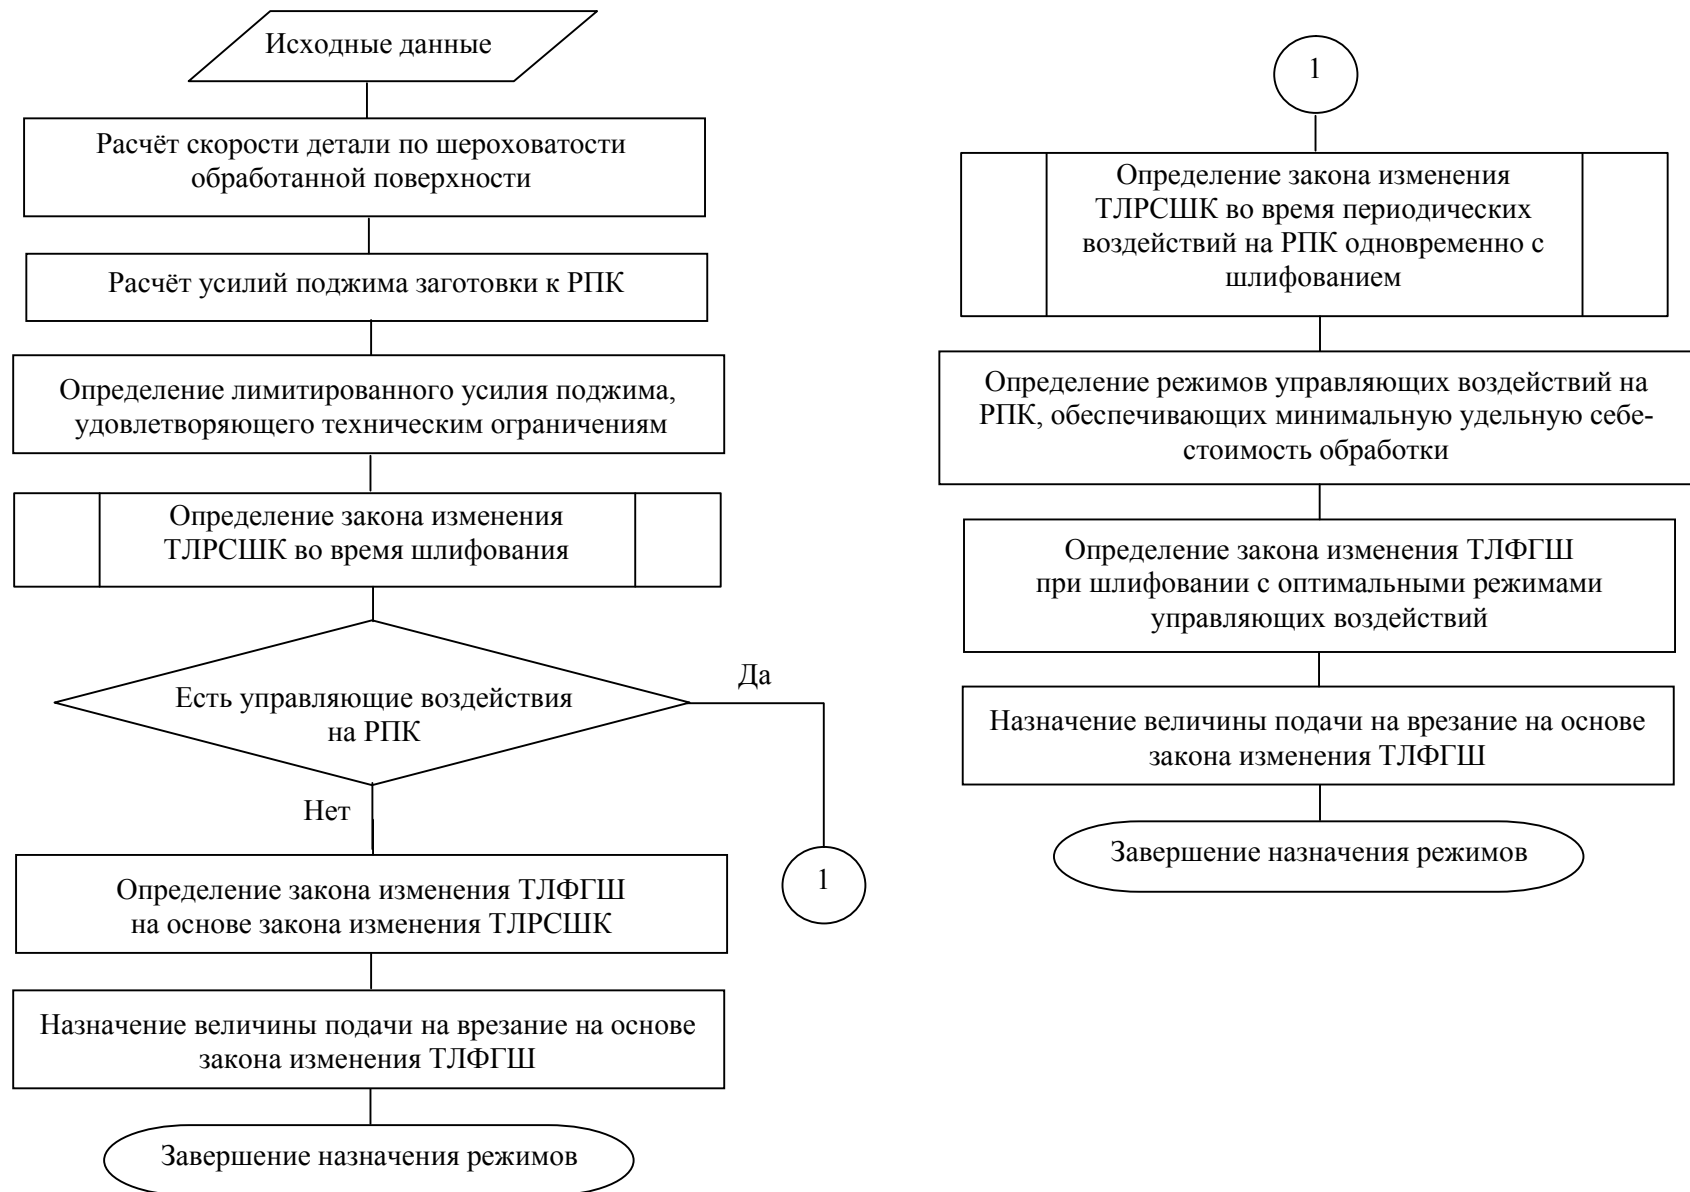 Исходные данные
Расчёт скорости детали по шероховатости
обработанной поверхности
Расчёт усилий поджима заготовки к РПК
Определение лимитированного усилия поджима,
удовлетворяющего техническим ограничениям
Определение закона изменения
ТЛРСШК во время шлифования
Есть управляющие воздействия
на РПК
Да
Нет
1
Определение закона изменения ТЛФГШ
на основе закона изменения ТЛРСШК
Назначение величины подачи на врезание на основе
закона изменения ТЛФГШ
Завершение назначения режимов
1
Определение закона изменения
ТЛРСШК во время периодических
воздействий на РПК одновременно с
шлифованием
Определение режимов управляющих воздействий на
РПК, обеспечивающих минимальную удельную себе-
стоимость обработки
Определение закона изменения ТЛФГШ
при шлифовании с оптимальными режимами
управляющих воздействий
Назначение величины подачи на врезание на основе
закона изменения ТЛФГШ
Завершение назначения режимов